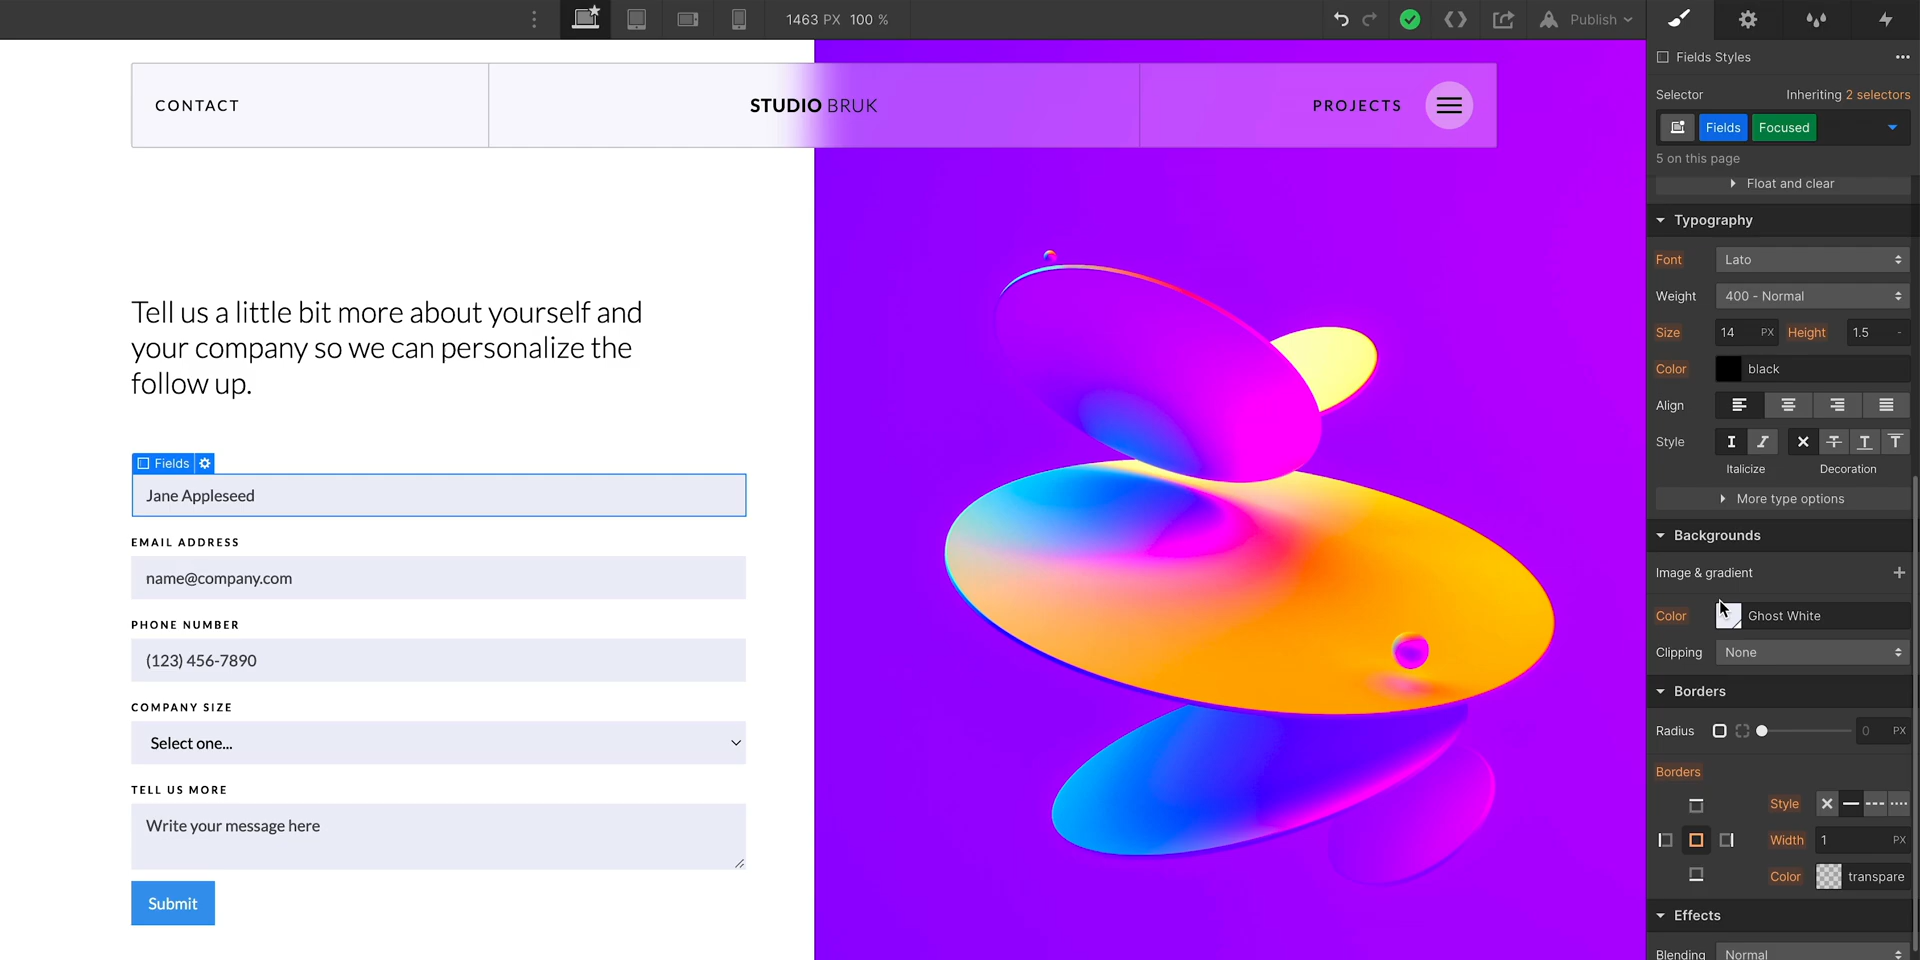 1463 PX 100 %
Publish
Fields Styles
Selector
Inheriting 2 selectors
Fields
Focused
5 on this page
Float and clear
Typography
Font
Lato
Weight
400 - Normal
Size
14 PX
Height
1.5 -
Color
black
Align
Style
Italicize
Decoration
More type options
Backgrounds
Image & gradient
Color
Ghost White
Clipping
None
Borders
Radius
0 PX
Borders
Style
Width
1 PX
Color
transpare
Effects
Blending
Normal
CONTACT
STUDIO BRUK
PROJECTS
Tell us a little bit more about yourself and
your company so we can personalize the
follow up.
Fields
Jane Appleseed
EMAIL ADDRESS
name@company.com
PHONE NUMBER
(123) 456-7890
COMPANY SIZE
Select one...
TELL US MORE
Write your message here
Submit